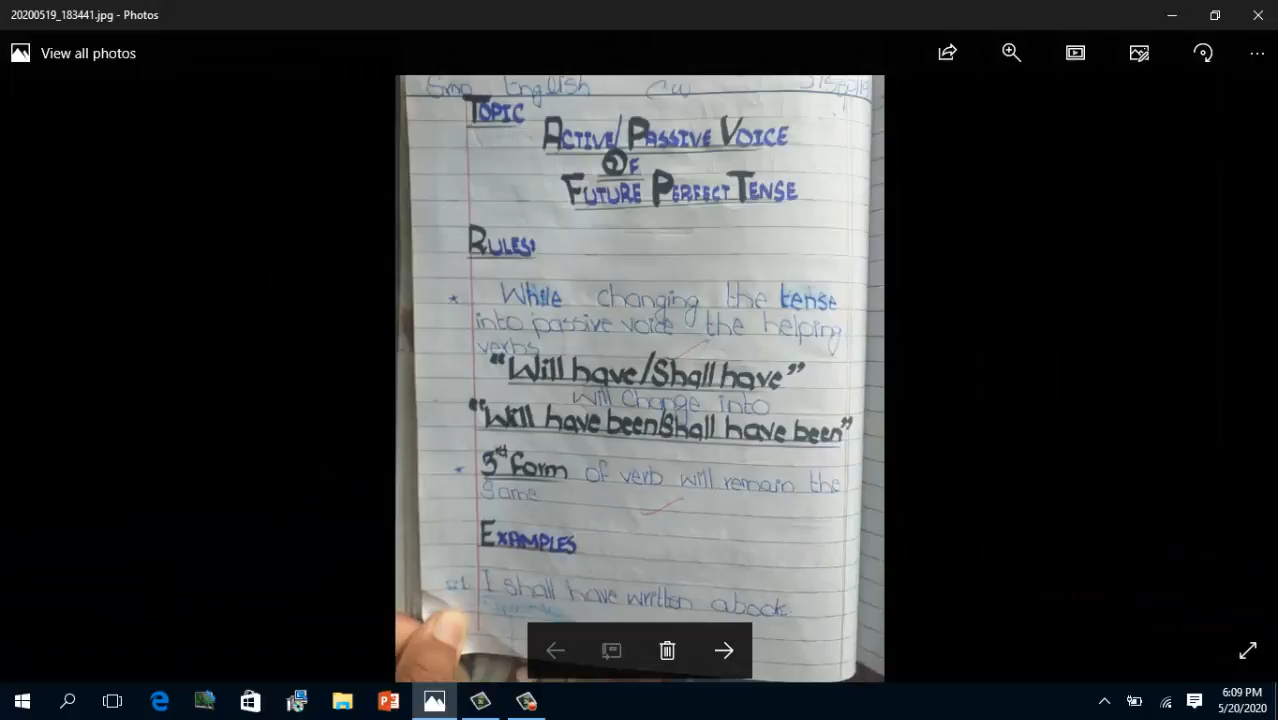 20200519_183441.jpg - Photos
View all photos
English CW
TOPIC
ACTIVE/PASSIVE VOICE
OF
FUTURE PERFECT TENSE
RULES:
* While changing the tense
into passive voice the helping
verbs
"Will have/Shall have"
will change into
"Will have been/Shall have been"
* 3rd form of verb will remain the
same
EXAMPLES
I shall have written a book
6:09 PM
5/20/2020